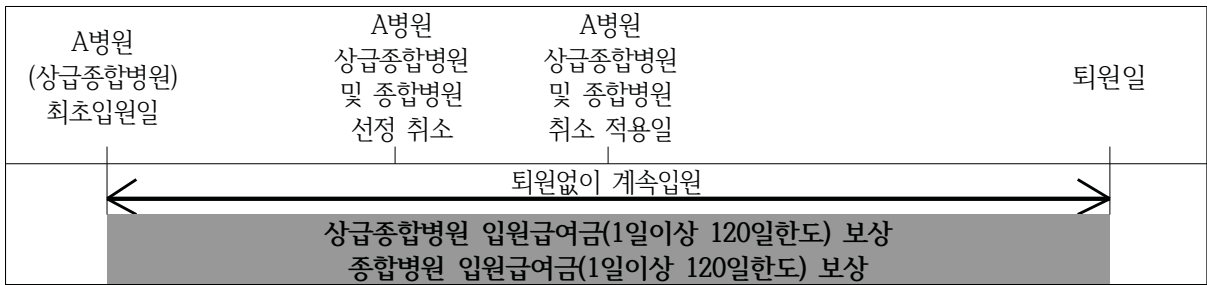 A병원
(상급종합병원)
최초입원일
A병원
상급종합병원
및 종합병원
선정 취소
A병원
상급종합병원
및 종합병원
취소 적용일
퇴원일
퇴원없이 계속입원
상급종합병원 입원급여금(1일이상 120일한도) 보상
종합병원 입원급여금(1일이상 120일한도) 보상